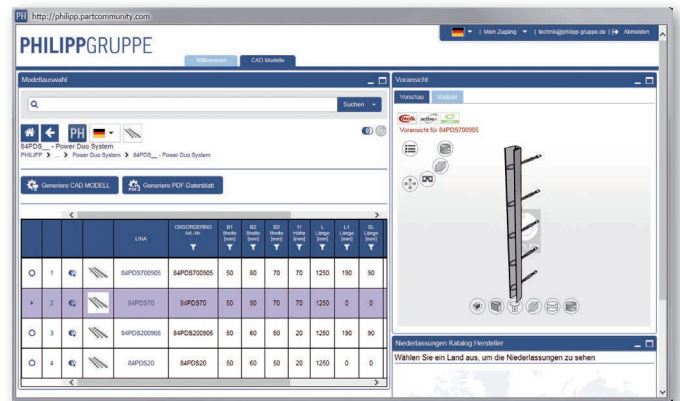 PH http://philipp.partcommunity.com
PHILIPPGRUPPE
| Mein Zugang | technik@philipp-gruppe.de | Abmelden
Willkommen CAD Modelle
Modellauswahl
Suchen
PH
84PDS__ - Power Duo System
PHILIPP > ... > Power Duo System > 84PDS__ - Power Duo System
Generiere CAD MODELL Generiere PDF-Datenblatt
LINA CNSORDERNO Art.-Nr. B1 Breite [mm] B2 Breite [mm] B3 Breite [mm] H Höhe [mm] L Länge [mm] L1 Länge [mm] SL Länge [mm]
1 84PDS700905 84PDS700905 50 80 70 70 1250 190 90
2 84PDS70 84PDS70 50 80 70 70 1250 0 0
3 84PDS200905 84PDS200905 50 60 50 20 1250 190 90
4 84PDS20 84PDS20 50 60 50 20 1250 0 0
Voransicht
Vorschau Maßbild
Voransicht für 84PDS700905
Niederlassungen Katalog Hersteller
Wählen Sie ein Land aus, um die Niederlassungen zu sehen